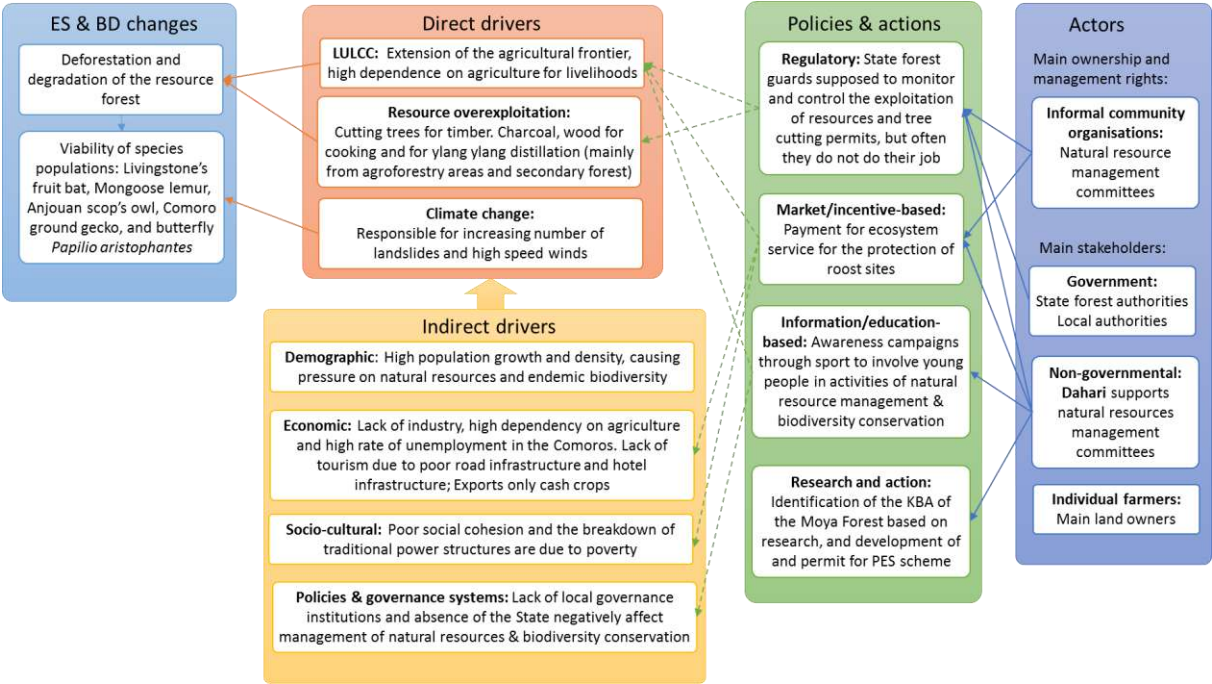 ES & BD changes
Deforestation and
degradation of the resource
forest
Viability of species
populations: Livingstone's
fruit bat, Mongoose lemur,
Anjouan scop's owl, Comoro
ground gecko, and butterfly
Papilio aristophantes
Direct drivers
LULCC: Extension of the agricultural frontier,
high dependence on agriculture for livelihoods
Resource overexploitation:
Cutting trees for timber. Charcoal, wood for
cooking and for ylang ylang distillation (mainly
from agroforestry areas and secondary forest)
Climate change:
Responsible for increasing number of
landslides and high speed winds
Indirect drivers
Demographic: High population growth and density, causing
pressure on natural resources and endemic biodiversity
Economic: Lack of industry, high dependency on agriculture
and high rate of unemployment in the Comoros. Lack of
tourism due to poor road infrastructure and hotel
infrastructure; Exports only cash crops
Socio-cultural: Poor social cohesion and the breakdown of
traditional power structures are due to poverty
Policies & governance systems: Lack of local governance
institutions and absence of the State negatively affect
management of natural resources & biodiversity conservation
Policies & actions
Regulatory: State forest
guards supposed to monitor
and control the exploitation
of resources and tree
cutting permits, but often
they do not do their job
Market/incentive-based:
Payment for ecosystem
service for the protection of
roost sites
Information/education-
based: Awareness campaigns
through sport to involve young
people in activities of natural
resource management &
biodiversity conservation
Research and action:
Identification of the KBA of
the Moya Forest based on
research, and development of
and permit for PES scheme
Actors
Main ownership and
management rights:
Informal community
organisations:
Natural resource
management
committees
Main stakeholders:
Government:
State forest authorities
Local authorities
Non-governmental:
Dahari supports
natural resources
management
committees
Individual farmers:
Main land owners